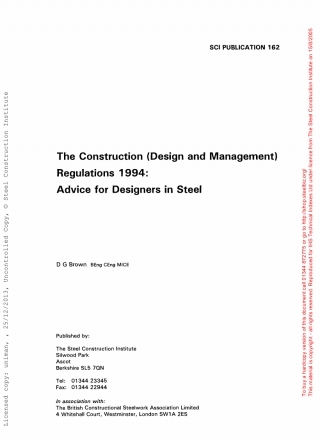 SCI PUBLICATION 162
The Construction (Design and Management)
Regulations 1994:
Advice for Designers in Steel
D G Brown BEng CEng MICE
Published by:
The Steel Construction Institute
Silwood Park
Ascot
Berkshire SL5 7QN
Tel: 01344 23345
Fax: 01344 22944
In association with:
The British Constructional Steelwork Association Limited
4 Whitehall Court, Westminster, London SW1A 2ES
Licensed copy: uniman, , 25/12/2013, Uncontrolled Copy, © Steel Construction Institute
To buy a hardcopy version of this document call 01344 872775 or go to http://shop.steelbiz.org/
This material is copyright - all rights reserved. Reproduced for IHS Technical Indexes Ltd under licence from The Steel Construction Institute on 10/8/2005